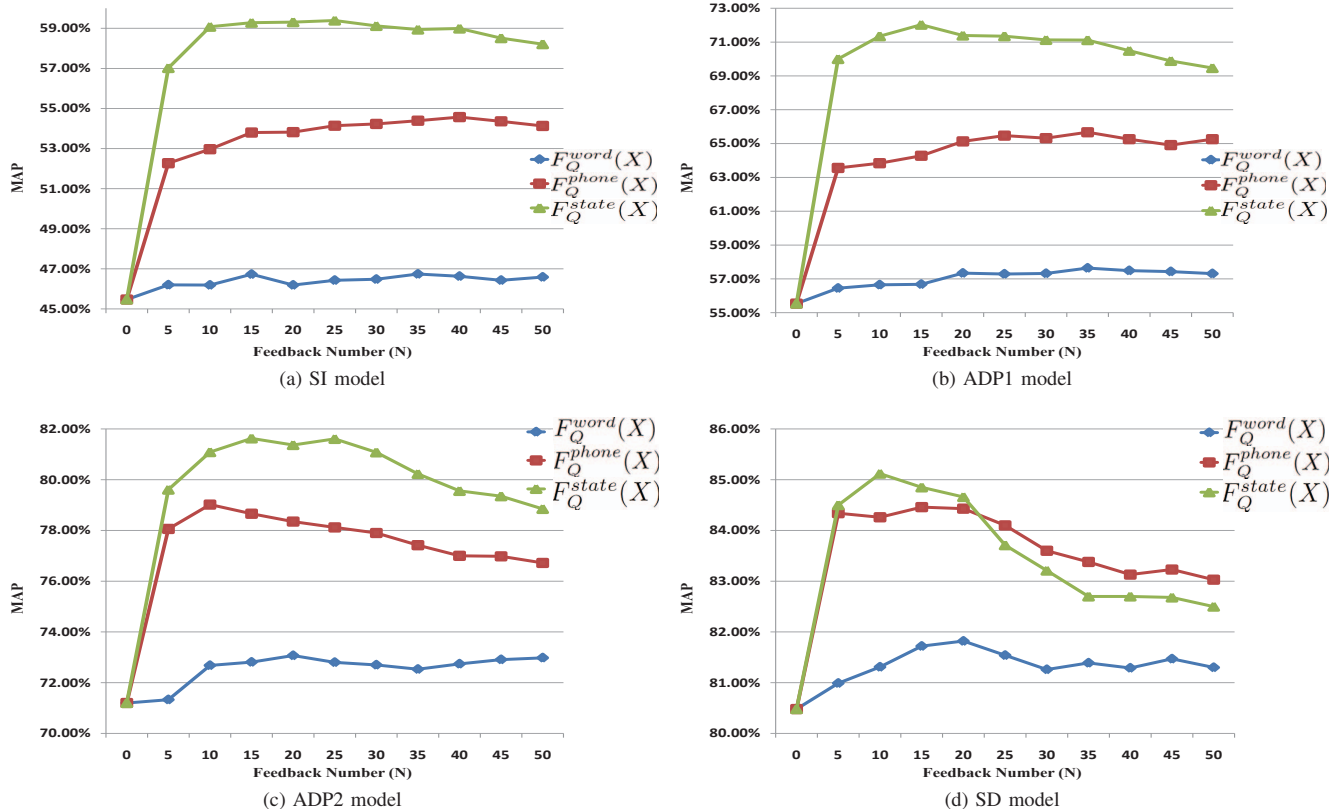 59.00%
57.00%
55.00%
53.00%
51.00%
49.00%
47.00%
45.00%
MAP
0 5 10 15 20 25 30 35 40 45 50
Feedback Number (N)
F_Q^{word}(X)
F_Q^{phone}(X)
F_Q^{state}(X)
(a) SI model
73.00%
71.00%
69.00%
67.00%
65.00%
63.00%
61.00%
59.00%
57.00%
55.00%
MAP
0 5 10 15 20 25 30 35 40 45 50
Feedback Number (N)
F_Q^{word}(X)
F_Q^{phone}(X)
F_Q^{state}(X)
(b) ADP1 model
82.00%
80.00%
78.00%
76.00%
74.00%
72.00%
70.00%
MAP
0 5 10 15 20 25 30 35 40 45 50
Feedback Number (N)
F_Q^{word}(X)
F_Q^{phone}(X)
F_Q^{state}(X)
(c) ADP2 model
86.00%
85.00%
84.00%
83.00%
82.00%
81.00%
80.00%
MAP
0 5 10 15 20 25 30 35 40 45 50
Feedback Number (N)
F_Q^{word}(X)
F_Q^{phone}(X)
F_Q^{state}(X)
(d) SD model